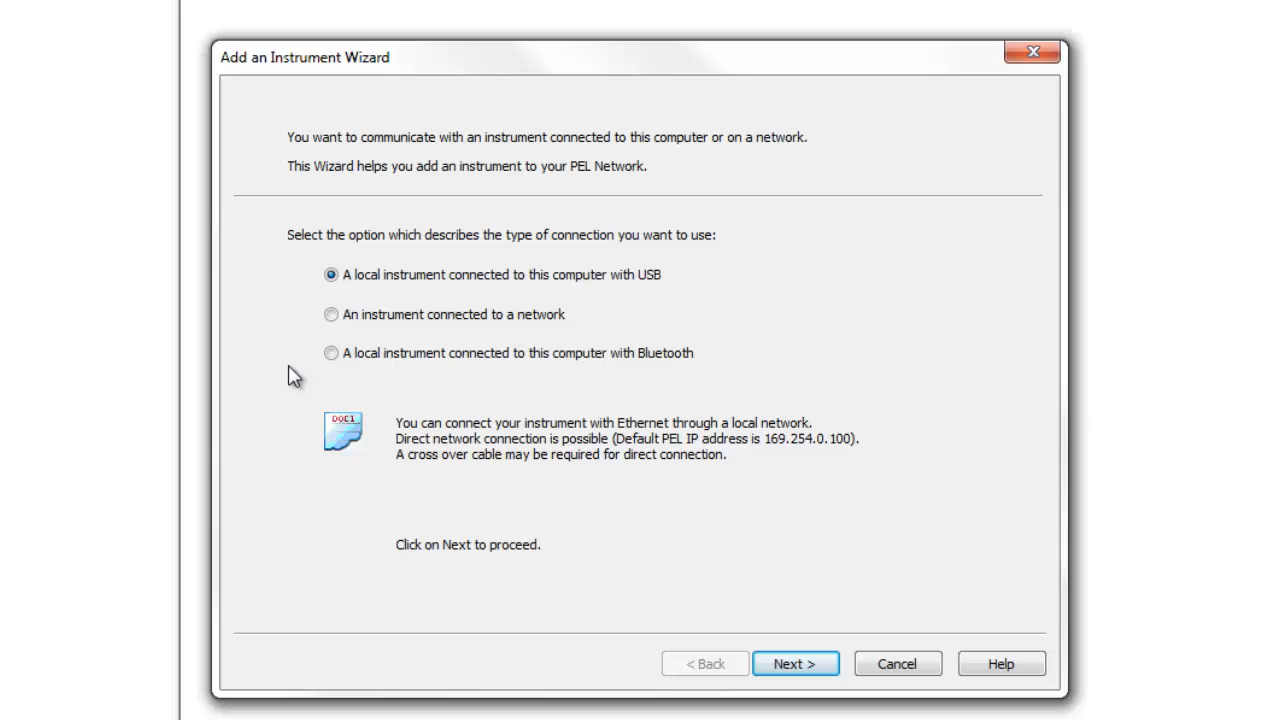 Add an Instrument Wizard
You want to communicate with an instrument connected to this computer or on a network.
This Wizard helps you add an instrument to your PEL Network.
Select the option which describes the type of connection you want to use:
A local instrument connected to this computer with USB
An instrument connected to a network
A local instrument connected to this computer with Bluetooth
DOC1
You can connect your instrument with Ethernet through a local network.
Direct network connection is possible (Default PEL IP address is 169.254.0.100).
A cross over cable may be required for direct connection.
Click on Next to proceed.
< Back Next > Cancel Help